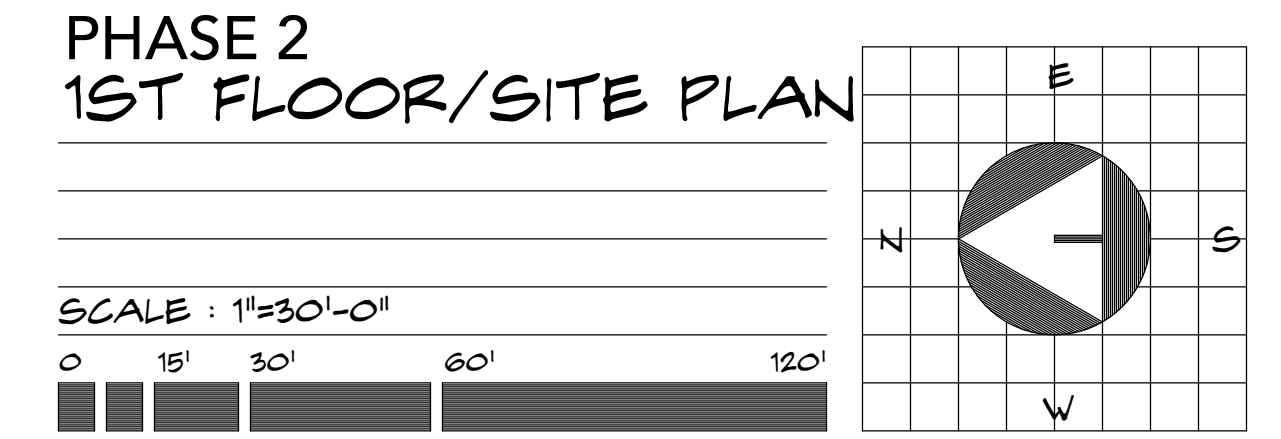 PHASE 2
1ST FLOOR/SITE PLAN
SCALE : 1"=30'-0"
0 15' 30' 60' 120'
E
N S
W